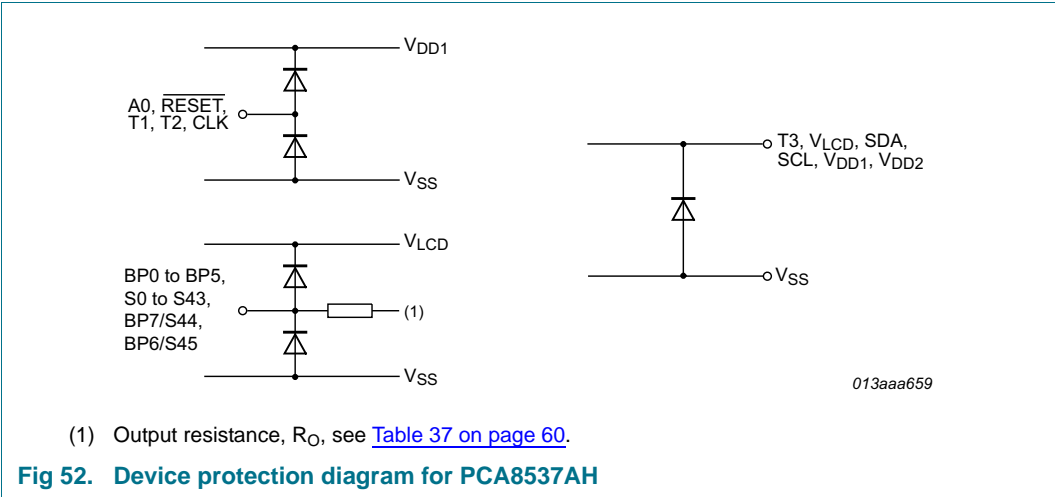 VDD1
A0, RESET,
T1, T2, CLK
VSS
VLCD
BP0 to BP5,
S0 to S43,
BP7/S44,
BP6/S45
(1)
VSS
T3, VLCD, SDA,
SCL, VDD1, VDD2
VSS
013aaa659
(1) Output resistance, RO, see Table 37 on page 60.
Fig 52. Device protection diagram for PCA8537AH